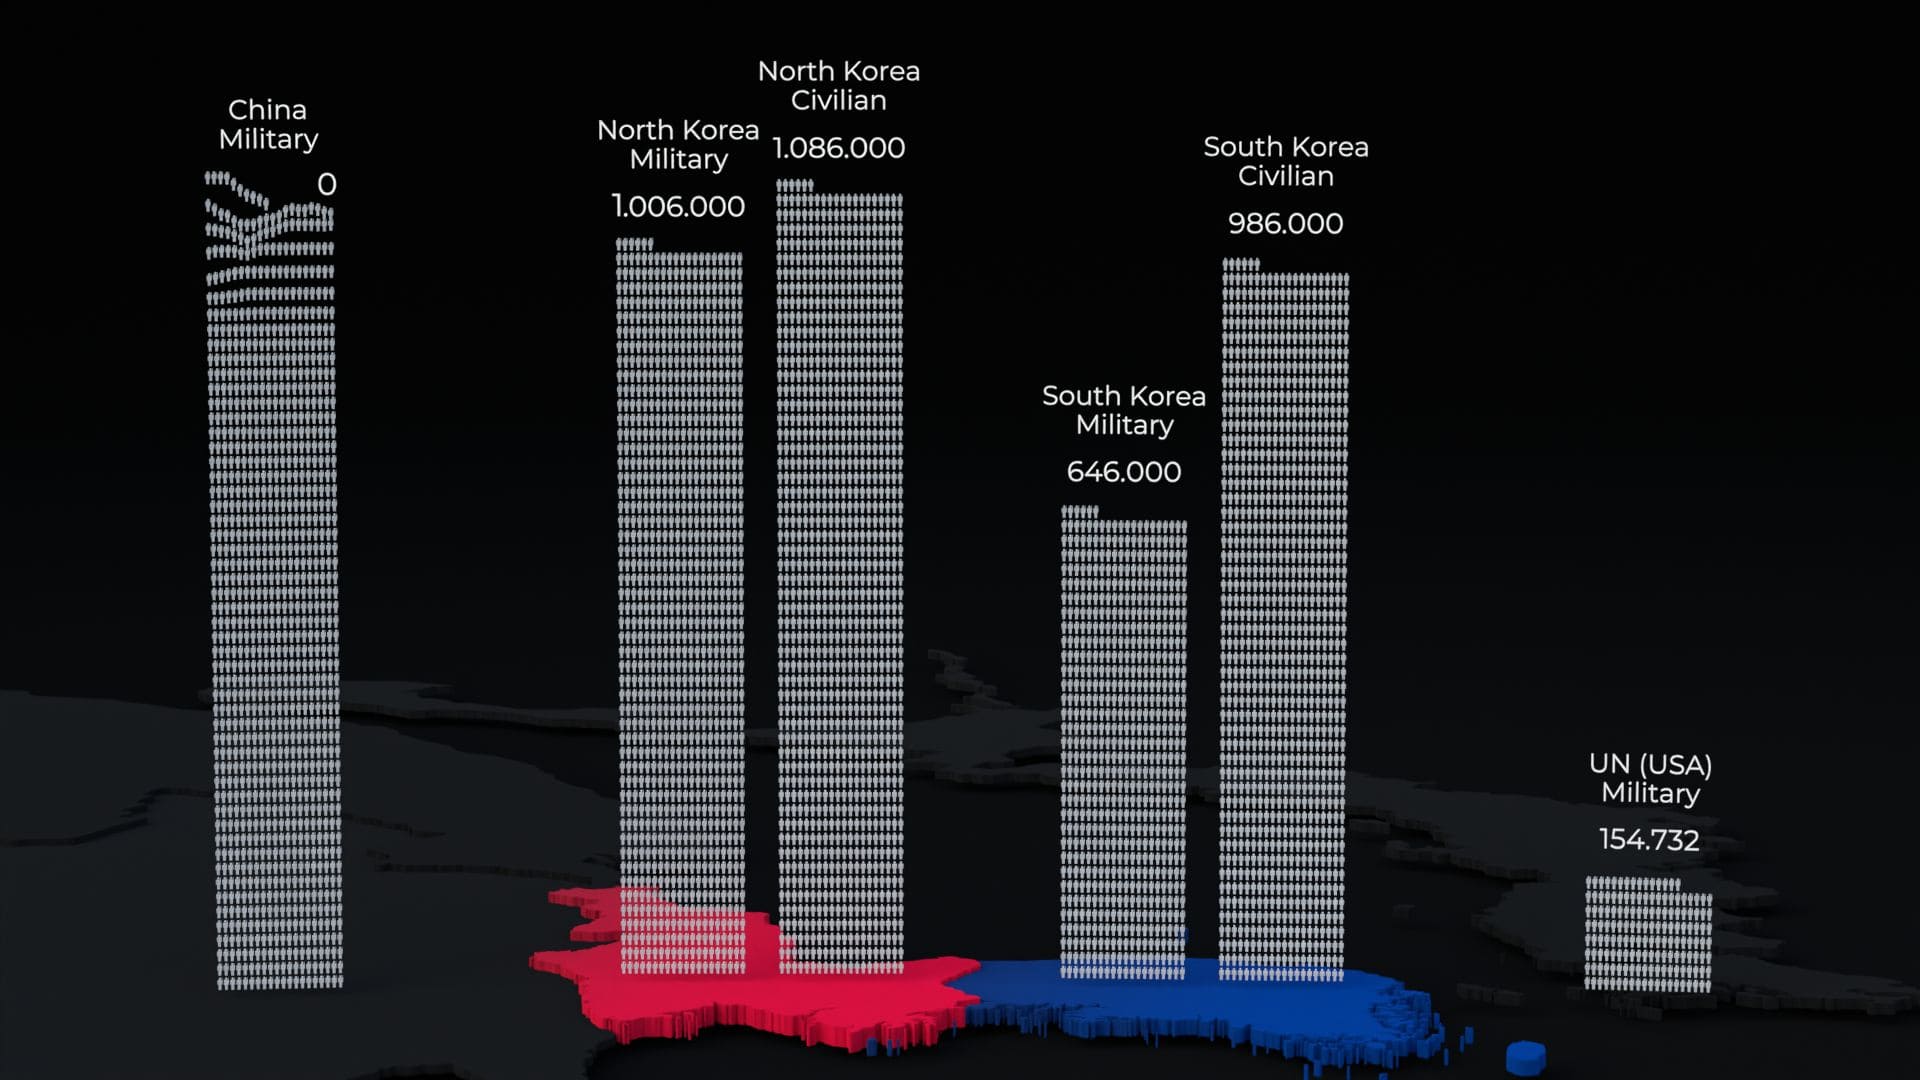 China
Military
0
North Korea
Military
1.006.000
North Korea
Civilian
1.086.000
South Korea
Military
646.000
South Korea
Civilian
986.000
UN (USA)
Military
154.732